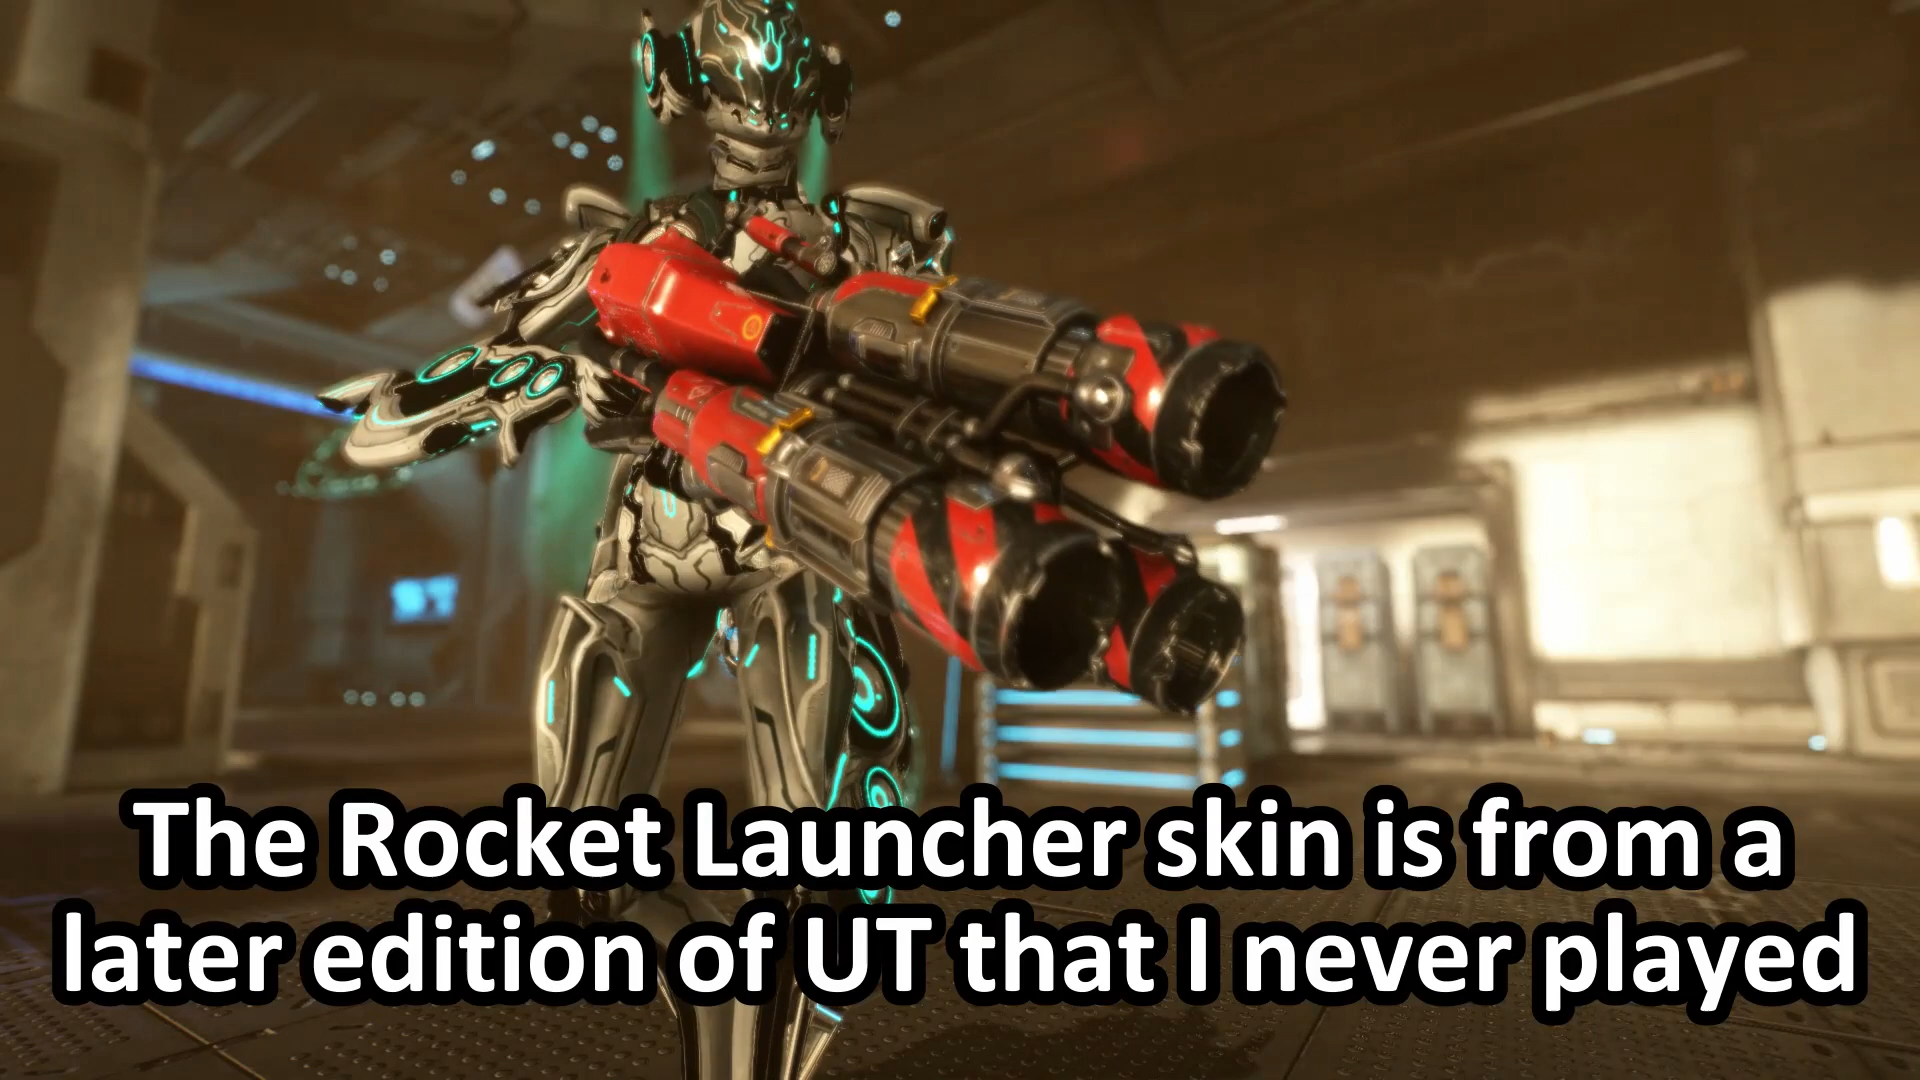 The Rocket Launcher skin is from a
later edition of UT that I never played